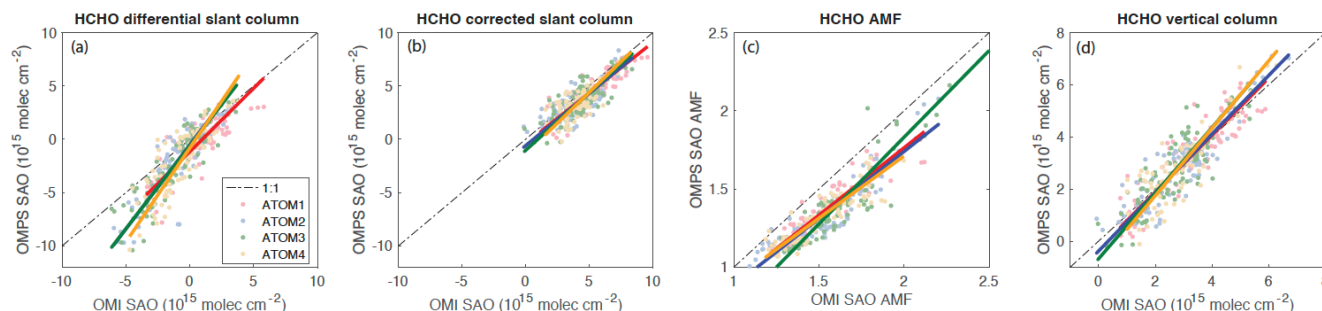 HCHO differential slant column
HCHO corrected slant column
HCHO AMF
HCHO vertical column
(a)
OMPS SAO (10^15 molec cm^-2)
10
5
0
-5
-10
-10
-5
0
5
10
OMI SAO (10^15 molec cm^-2)
1:1
ATOM1
ATOM2
ATOM3
ATOM4
(b)
OMPS SAO (10^15 molec cm^-2)
10
5
0
-5
-10
-10
-5
0
5
10
OMI SAO (10^15 molec cm^-2)
(c)
OMPS SAO AMF
2.5
2
1.5
1
1
1.5
2
2.5
OMI SAO AMF
(d)
OMPS SAO (10^15 molec cm^-2)
8
6
4
2
0
0
2
4
6
OMI SAO (10^15 molec cm^-2)